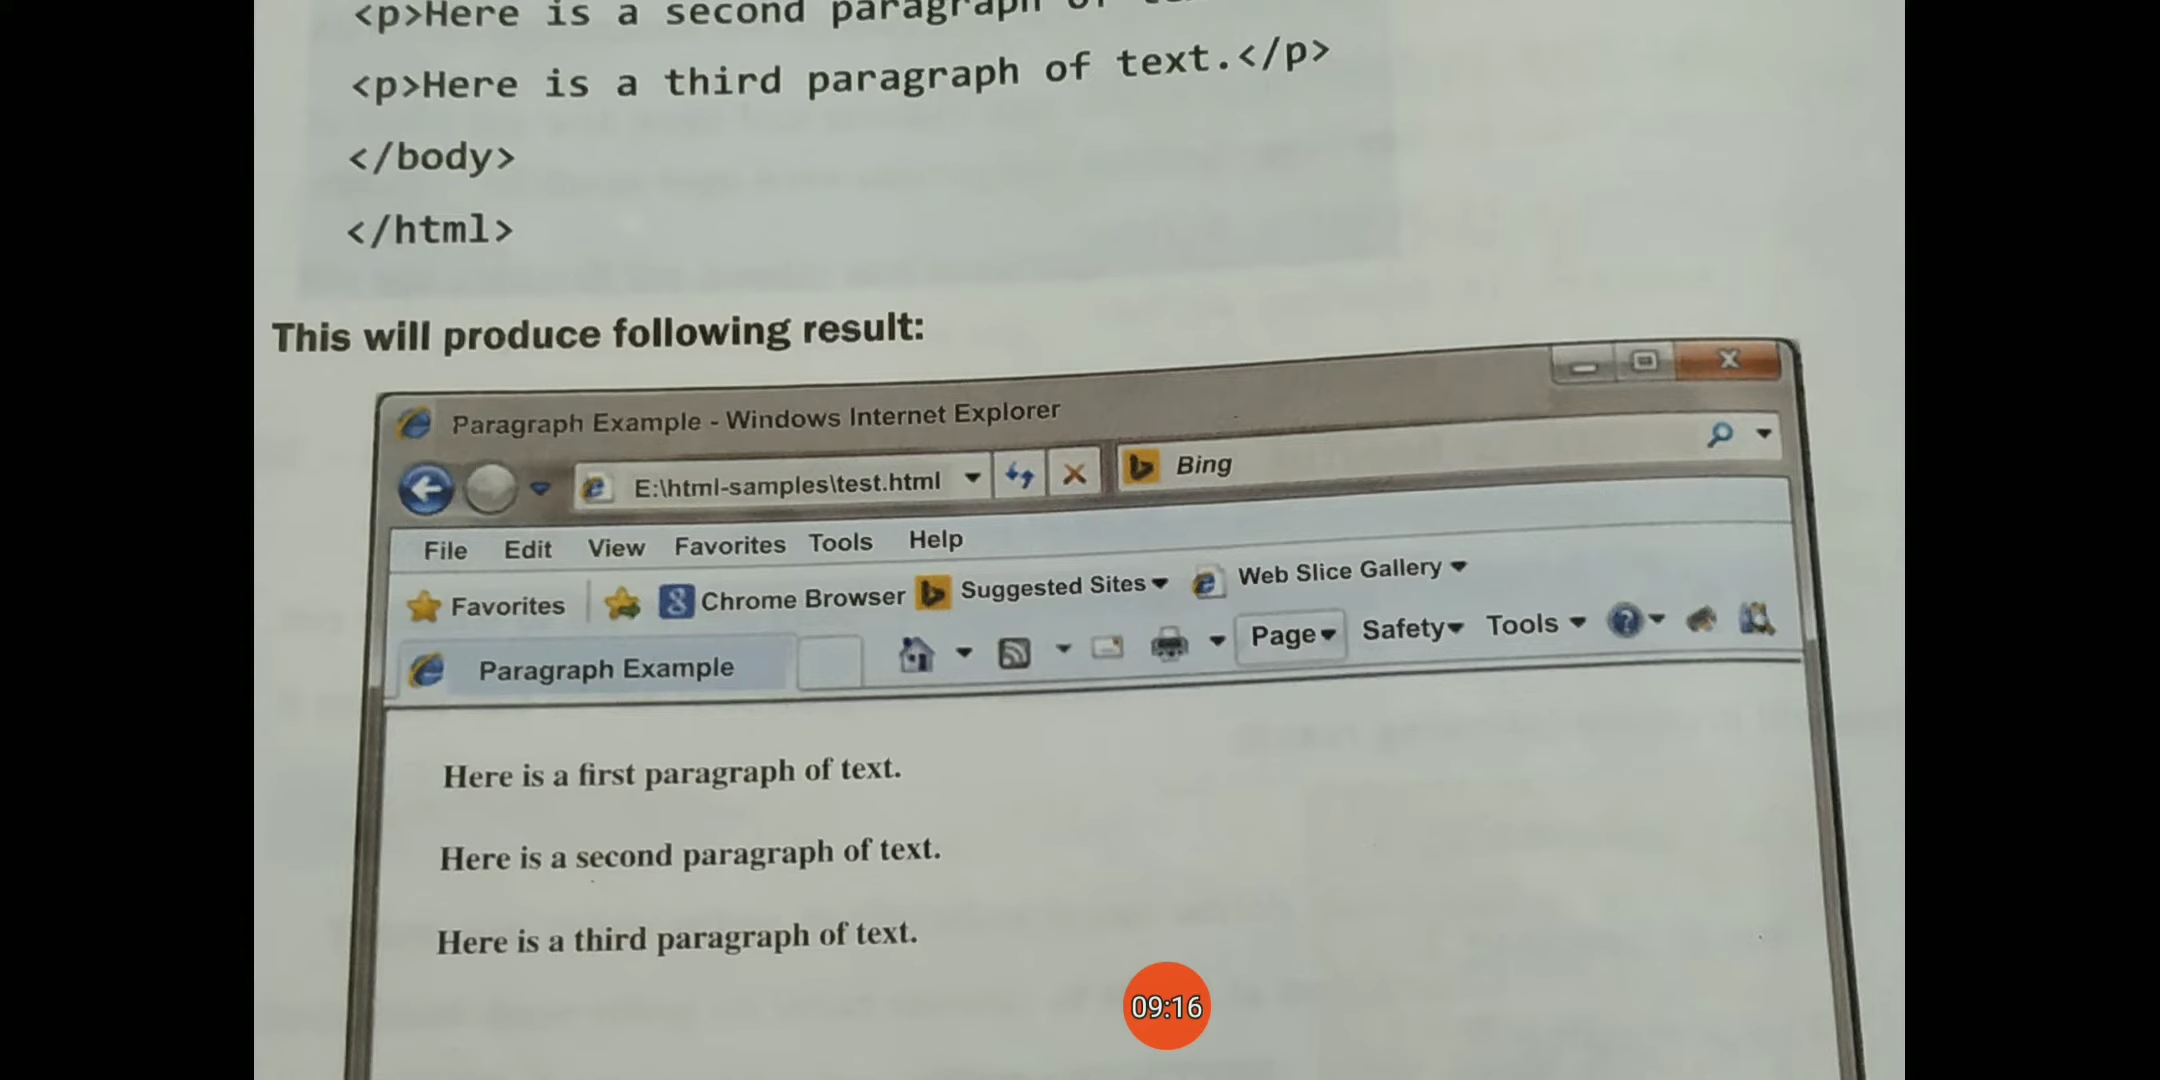 <p>Here is a second paragraph of
<p>Here is a third paragraph of text.</p>
</body>
</html>
This will produce following result:
Paragraph Example - Windows Internet Explorer
E:\html-samples\test.html
Bing
File Edit View Favorites Tools Help
Favorites Chrome Browser Suggested Sites Web Slice Gallery
Paragraph Example Page Safety Tools
Here is a first paragraph of text.
Here is a second paragraph of text.
Here is a third paragraph of text.
09:16